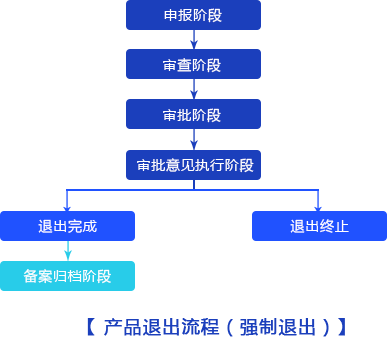 申报阶段
审查阶段
审批阶段
审批意见执行阶段
退出完成
退出终止
备案归档阶段
【 产品退出流程（强制退出）】